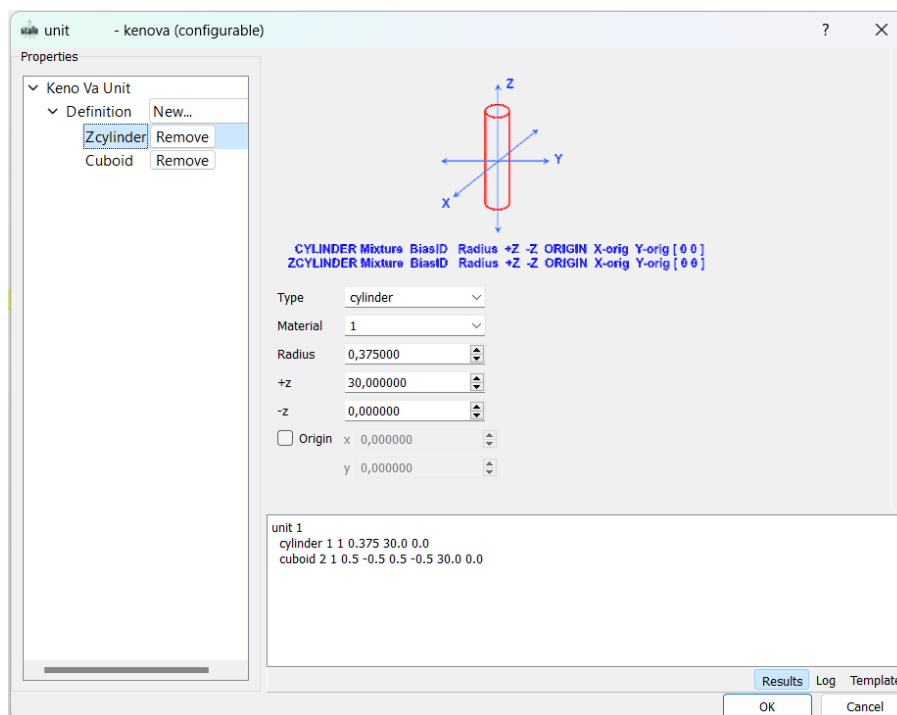 scale unit - kenova (configurable) ?
Properties
Keno Va Unit
Definition New...
Zcylinder Remove
Cuboid Remove
Z
Y
X
CYLINDER Mixture BiasID Radius +Z -Z ORIGIN X-orig Y-orig [ 0 0 ]
ZCYLINDER Mixture BiasID Radius +Z -Z ORIGIN X-orig Y-orig [ 0 0 ]
Type cylinder
Material 1
Radius 0,375000
+z 30,000000
-z 0,000000
Origin x 0,000000
y 0,000000
unit 1
cylinder 1 1 0.375 30.0 0.0
cuboid 2 1 0.5 -0.5 0.5 -0.5 30.0 0.0
Results Log Template
OK Cancel